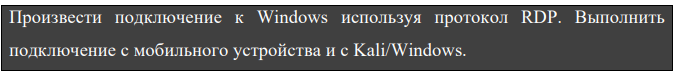 Произвести подключение к Windows используя протокол RDP. Выполнить
подключение с мобильного устройства и с Kali/Windows.